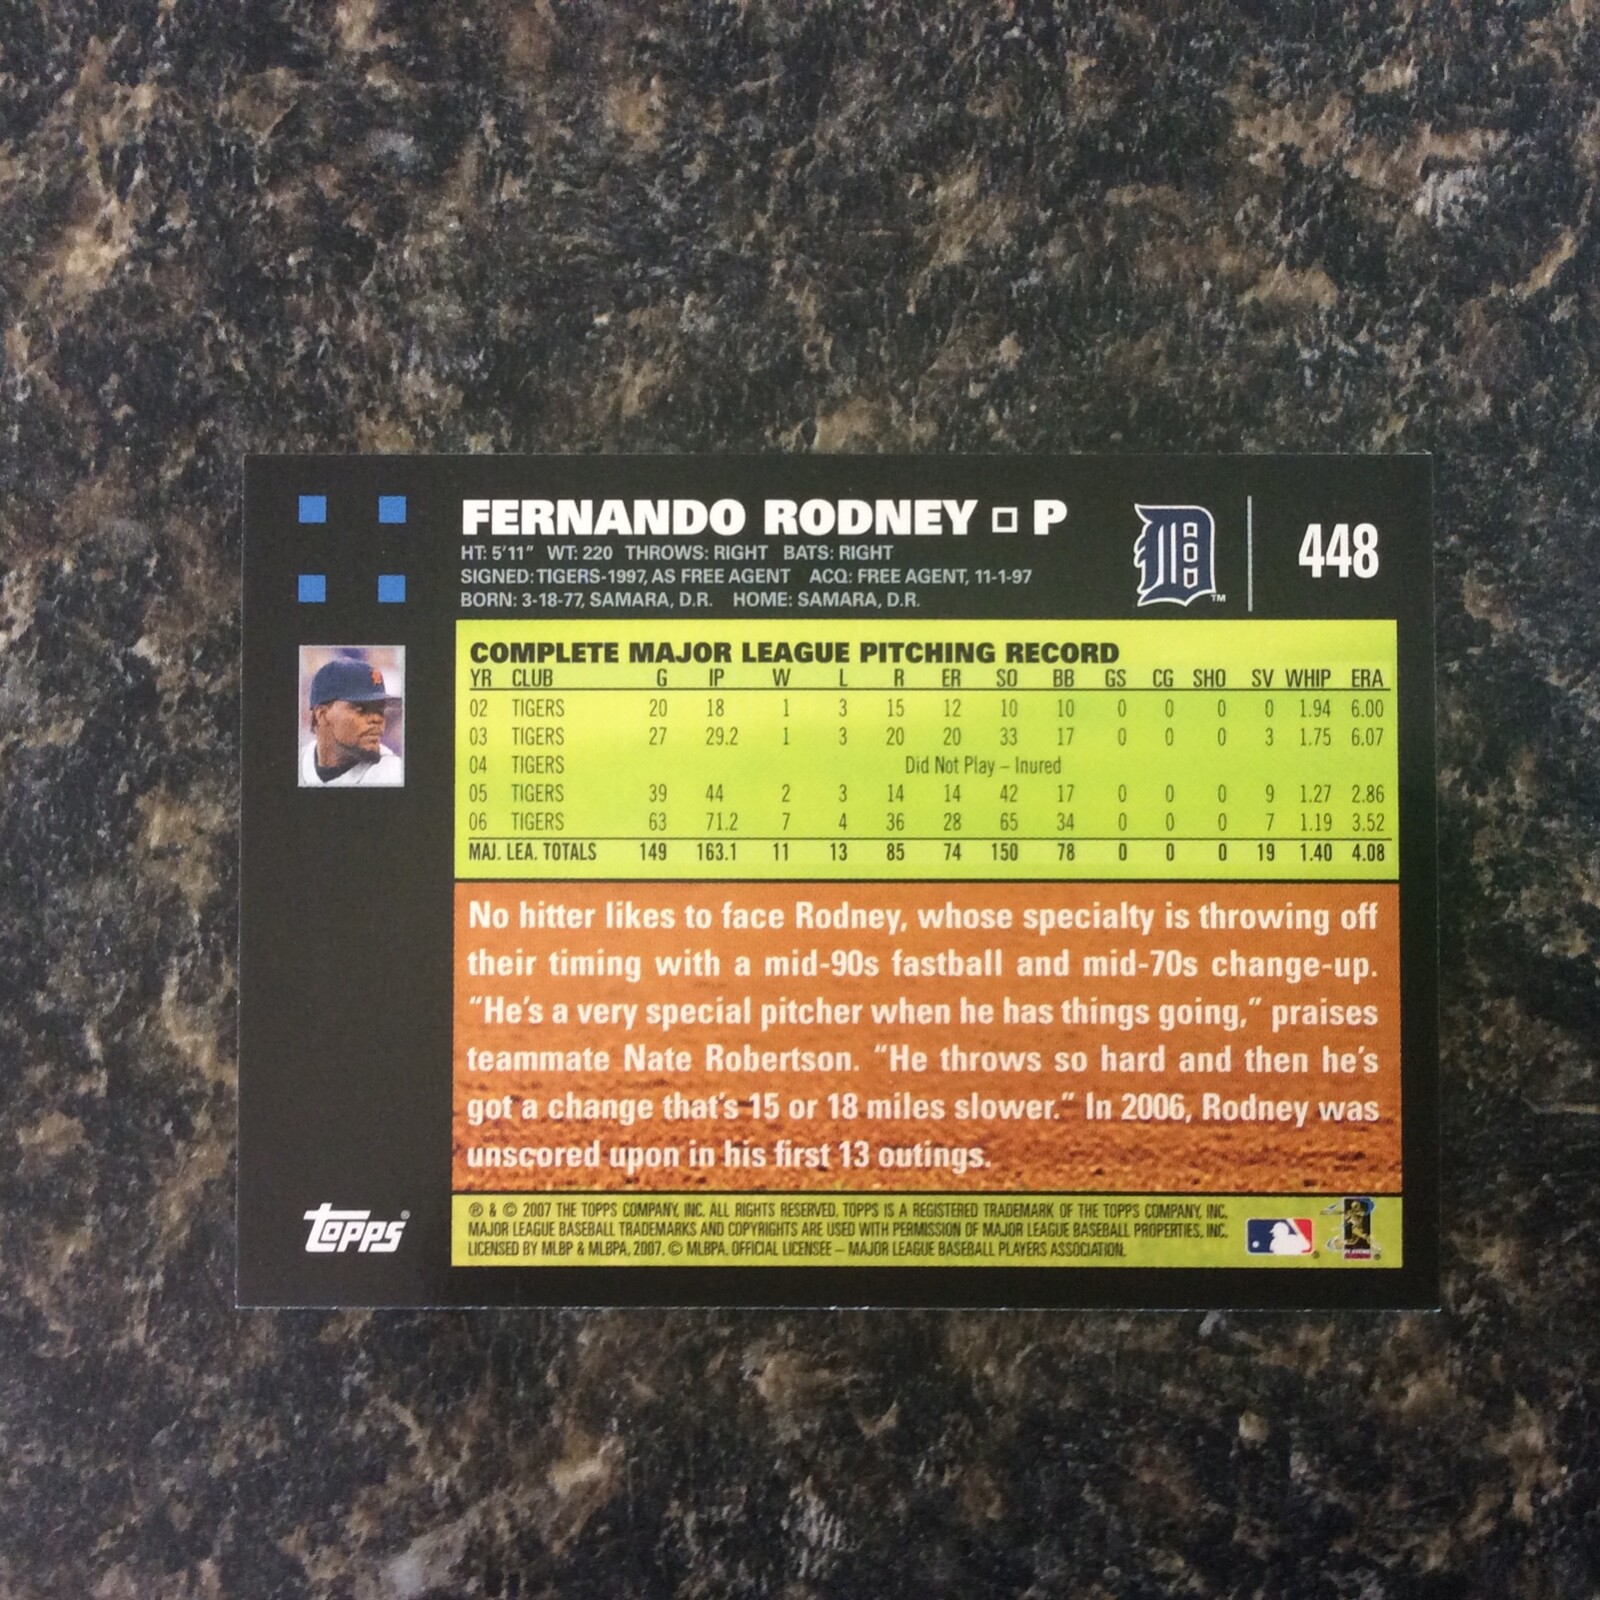 FERNANDO RODNEY □ P
448
HT: 5'11" WT: 220 THROWS: RIGHT BATS: RIGHT
SIGNED: TIGERS-1997, AS FREE AGENT ACQ: FREE AGENT, 11-1-97
BORN: 3-18-77, SAMARA, D.R. HOME: SAMARA, D.R.
D TM
COMPLETE MAJOR LEAGUE PITCHING RECORD
YR CLUB G IP W L R ER SO BB GS CG SHO SV WHIP ERA
02 TIGERS 20 18 1 3 15 12 10 10 0 0 0 0 1.94 6.00
03 TIGERS 27 29.2 1 3 20 20 33 17 0 0 0 3 1.75 6.07
04 TIGERS Did Not Play – Inured
05 TIGERS 39 44 2 3 14 14 42 17 0 0 0 9 1.27 2.86
06 TIGERS 63 71.2 7 4 36 28 65 34 0 0 0 7 1.19 3.52
MAJ. LEA. TOTALS 149 163.1 11 13 85 74 150 78 0 0 0 19 1.40 4.08
No hitter likes to face Rodney, whose specialty is throwing off
their timing with a mid-90s fastball and mid-70s change-up.
“He's a very special pitcher when he has things going,” praises
teammate Nate Robertson. “He throws so hard and then he's
got a change that's 15 or 18 miles slower.” In 2006, Rodney was
unscored upon in his first 13 outings.
Topps®
® & © 2007 THE TOPPS COMPANY, INC. ALL RIGHTS RESERVED. TOPPS IS A REGISTERED TRADEMARK OF THE TOPPS COMPANY, INC.
MAJOR LEAGUE BASEBALL TRADEMARKS AND COPYRIGHTS ARE USED WITH PERMISSION OF MAJOR LEAGUE BASEBALL PROPERTIES, INC.
LICENSED BY MLBP & MLBPA, 2007. © MLBPA. OFFICIAL LICENSEE – MAJOR LEAGUE BASEBALL PLAYERS ASSOCIATION.